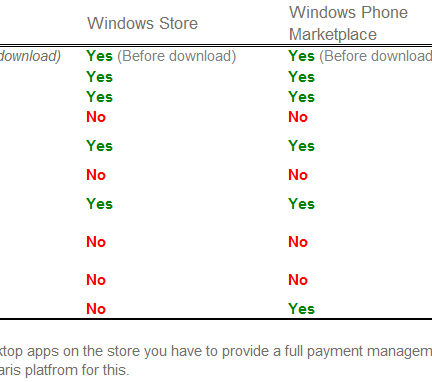 Windows Store Windows Phone
Marketplace
download) Yes (Before download) Yes (Before download
Yes Yes
Yes Yes
No No
Yes Yes
No No
Yes Yes
No No
No No
No Yes
ktop apps on the store you have to provide a full payment managem
aris platfrom for this.